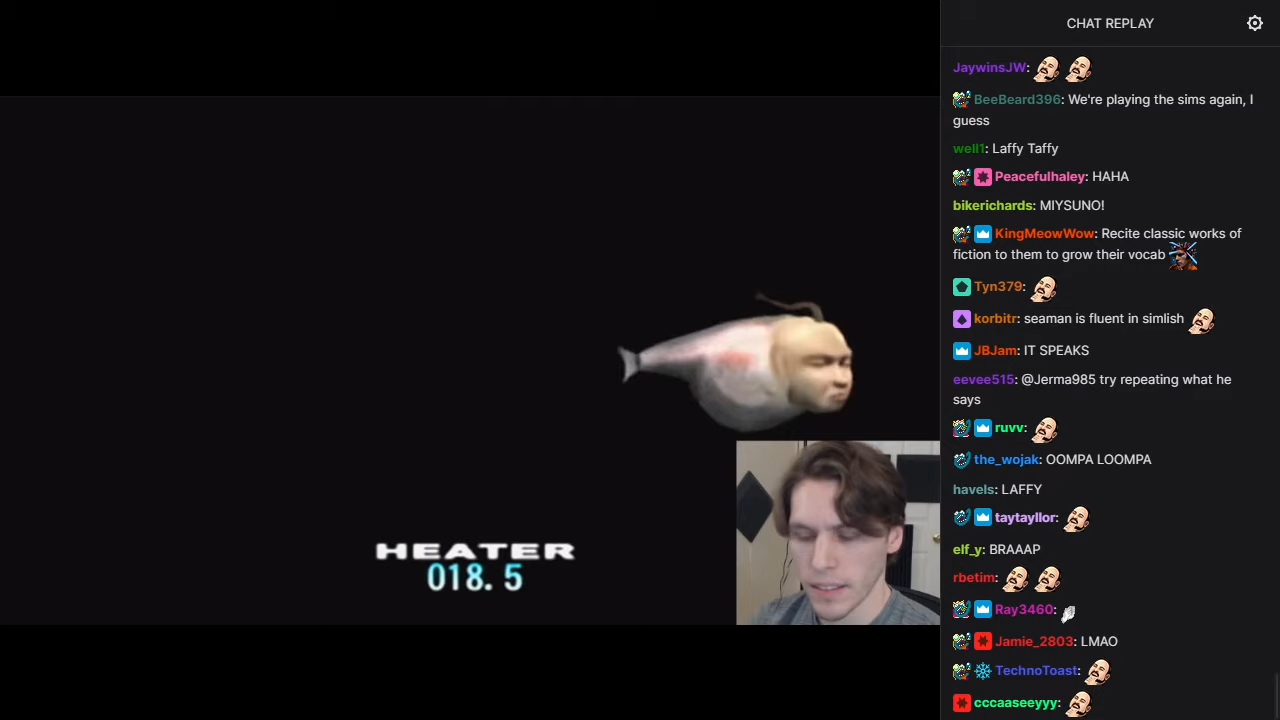 HEATER
018. 5
CHAT REPLAY
JaywinsJW:
BeeBeard396: We're playing the sims again, I
guess
well1: Laffy Taffy
Peacefulhaley: HAHA
bikerichards: MIYSUNO!
KingMeowWow: Recite classic works of
fiction to them to grow their vocab
Tyn379:
korbitr: seaman is fluent in simlish
JBJam: IT SPEAKS
eevee515: @Jerma985 try repeating what he
says
ruvv:
the_wojak: OOMPA LOOMPA
havels: LAFFY
taytayllor:
elf_y: BRAAAP
rbetim:
Ray3460:
Jamie_2803: LMAO
TechnoToast:
cccaaseeyyy: